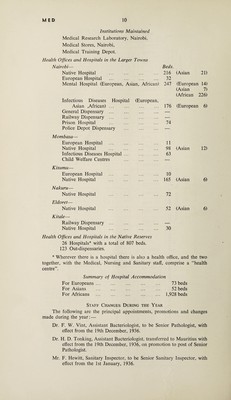 MED 10
Institutions Maintained
Medical Research Laboratory, Nairobi.
Medical Stores, Nairobi.
Medical Training Depot.
Health Offices and Hospitals in the Larger Towns
Nairobi— Beds.
Native Hospital 216 (Asian 21)
European Hospital 32
Mental Hospital (European, Asian, African) 247 (European 14)
(Asian 7)
(African 226)
Infectious Diseases Hospital (European,
Asian, African) 176 (European 6)
General Dispensary —
Railway Dispensary —
Prison Hospital 74
Police Depot Dispensary —
Mombasa—
European Hospital 11
Native Hospital 98 (Asian 12)
Infectious Diseases Hospital 63
Child Welfare Centres —
Kisumu—
European Hospital 10
Native Hospital 165 (Asian 6)
Nakuru—
Native Hospital 72
Eldoret—
Native Hospital 52 (Asian 6)
Kitale—
Railway Dispensary —
Native Hospital 30
Health Offices and Hospitals in the Native Reserves
26 Hospitals* with a total of 807 beds.
123 Out-dispensaries.
* Wherever there is a hospital there is also a health office, and the two
together, with the Medical, Nursing and Sanitary staff, comprise a "health
centre".
Summary of Hospital Accommodation
For Europeans 73 beds
For Asians 52 beds
For Africans 1,928 beds
Staff Changes During the Year
The following are the principal appointments, promotions and changes
made during the year:—
Dr. F. W. Vint, Assistant Bacteriologist, to be Senior Pathologist, with
effect from the 19th December, 1936.
Dr. H. D. Tonking, Assistant Bacteriologist, transferred to Mauritius with
effect from the 19th December, 1936, on promotion to post of Senior
Pathologist.
Mr. F. Howitt, Sanitary Inspector, to be Senior Sanitary Inspector, with
effect from the 1st January, 1936.